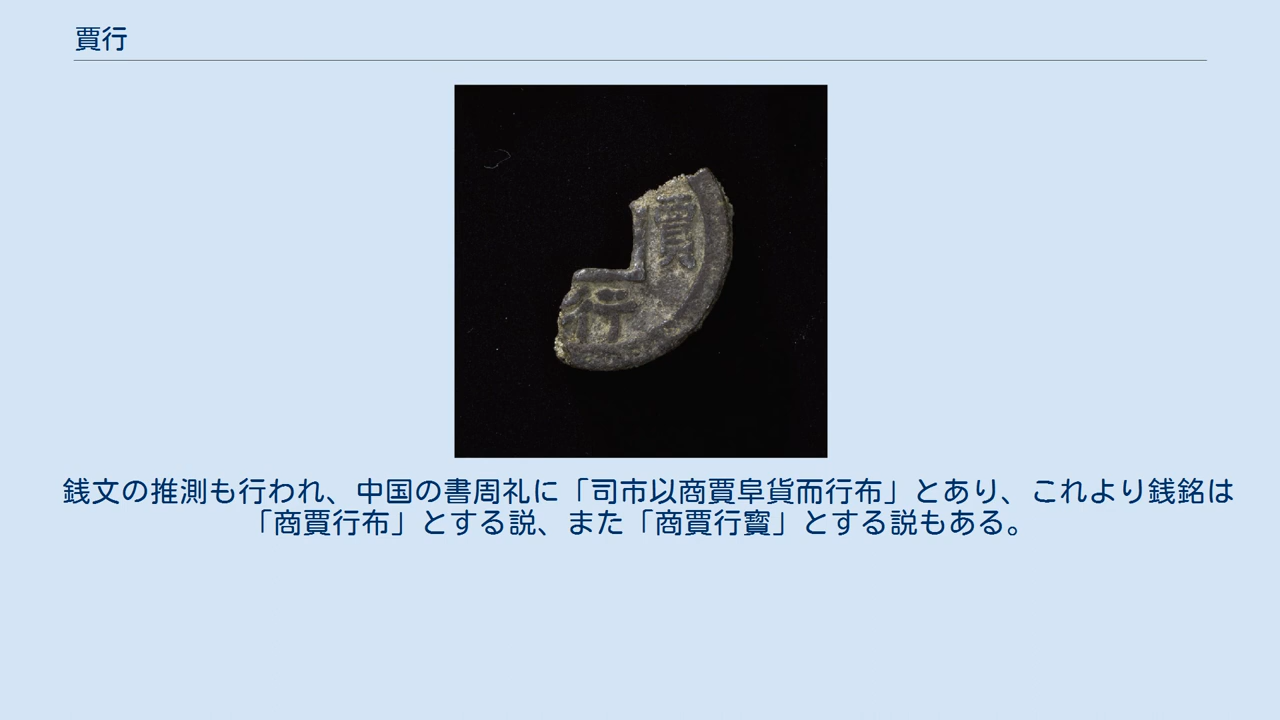 賈行
賈
行
銭文の推測も行われ、中国の書周礼に「司市以商賈阜貨而行布」とあり、これより銭銘は
「商賈行布」とする説、また「商賈行寳」とする説もある。